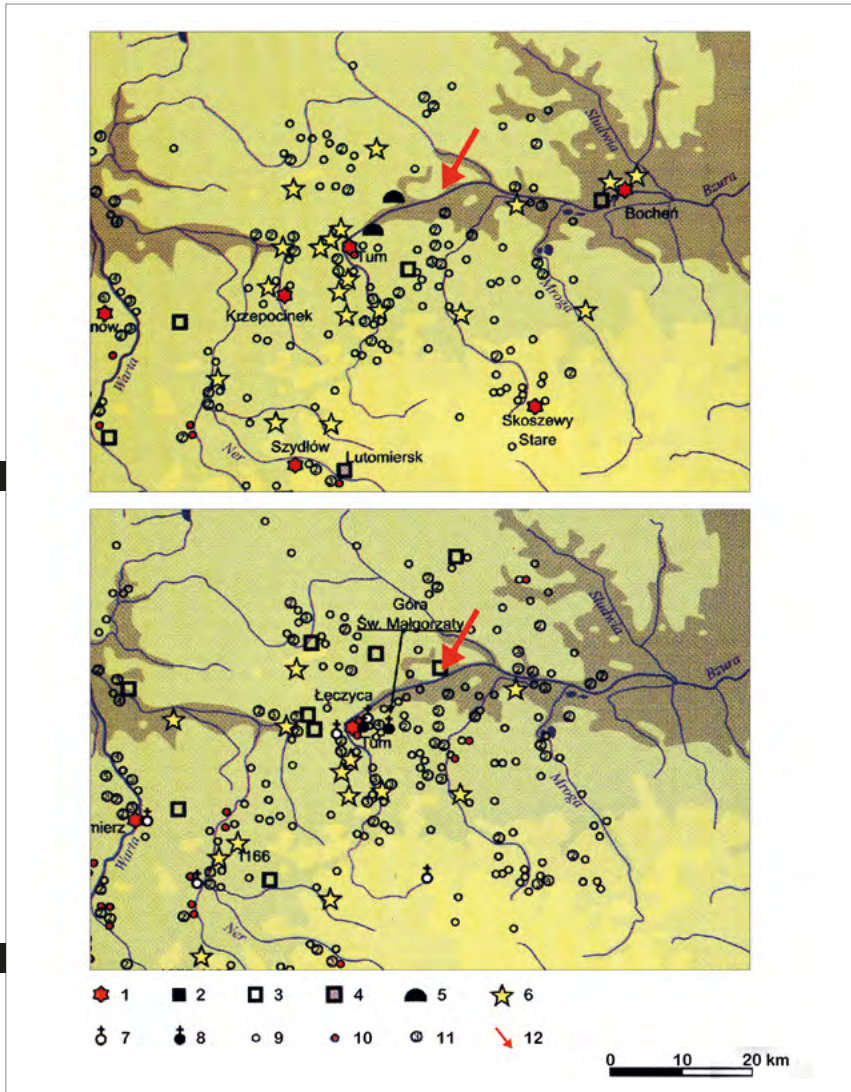 Słudwia
Bzura
Bocheń
Tum
Mroga
Krzepocinek
nów
Warta
Skoszewy
Stare
Szydłów
Lutomiersk
Ner
Góra
Św. Małgorzaty
Słudwia
Bzura
Łęczyca
Tum
Mroga
mierz
Warta
1166
Ner
1 2 3 4 5 6
7 8 9 10 11 12
0 10 20 km